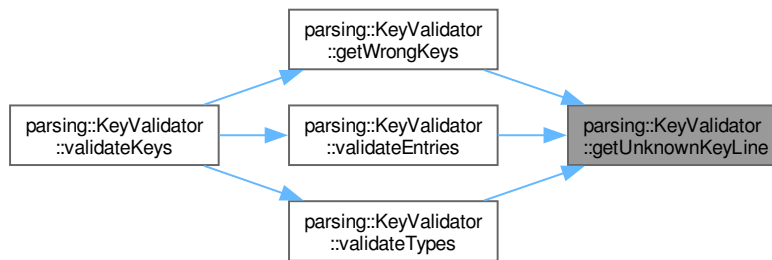 parsing::KeyValidator
::getWrongKeys
parsing::KeyValidator
::validateKeys
parsing::KeyValidator
::validateEntries
parsing::KeyValidator
::getUnknownKeyLine
parsing::KeyValidator
::validateTypes